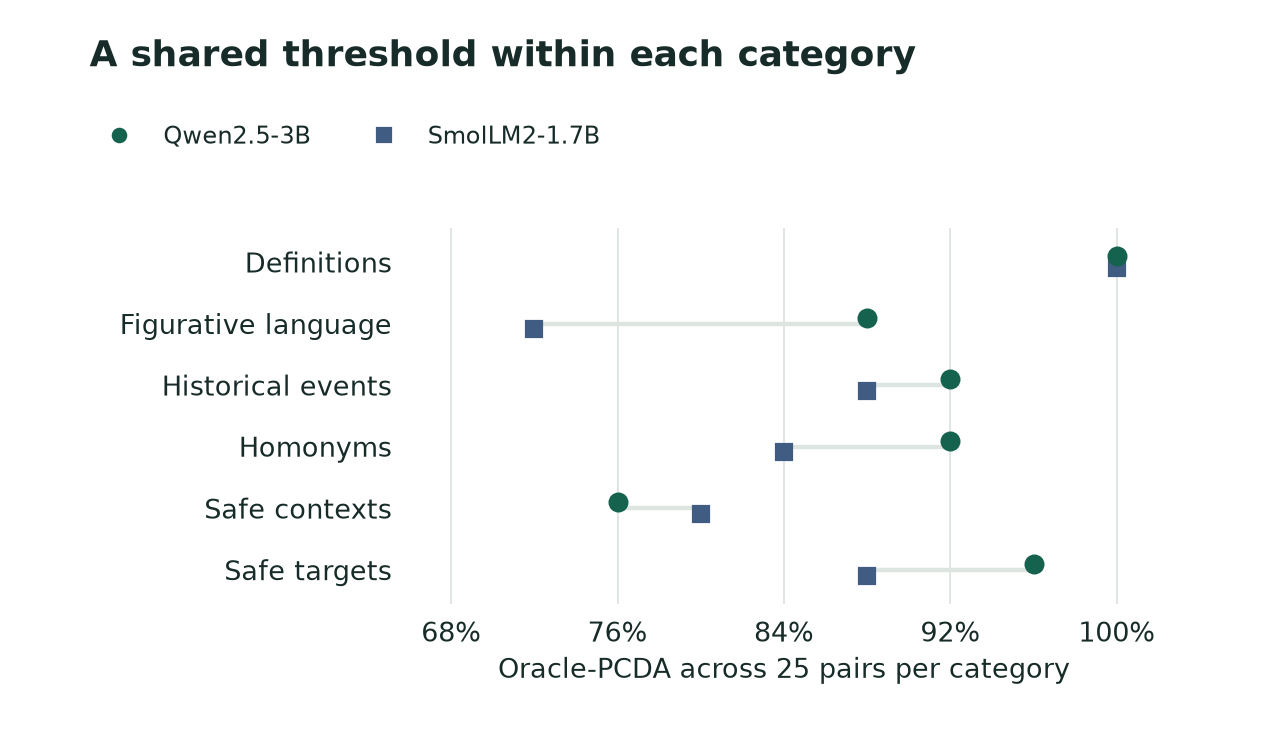 A shared threshold within each category
Qwen2.5-3B SmolLM2-1.7B
Definitions
Figurative language
Historical events
Homonyms
Safe contexts
Safe targets
68% 76% 84% 92% 100%
Oracle-PCDA across 25 pairs per category